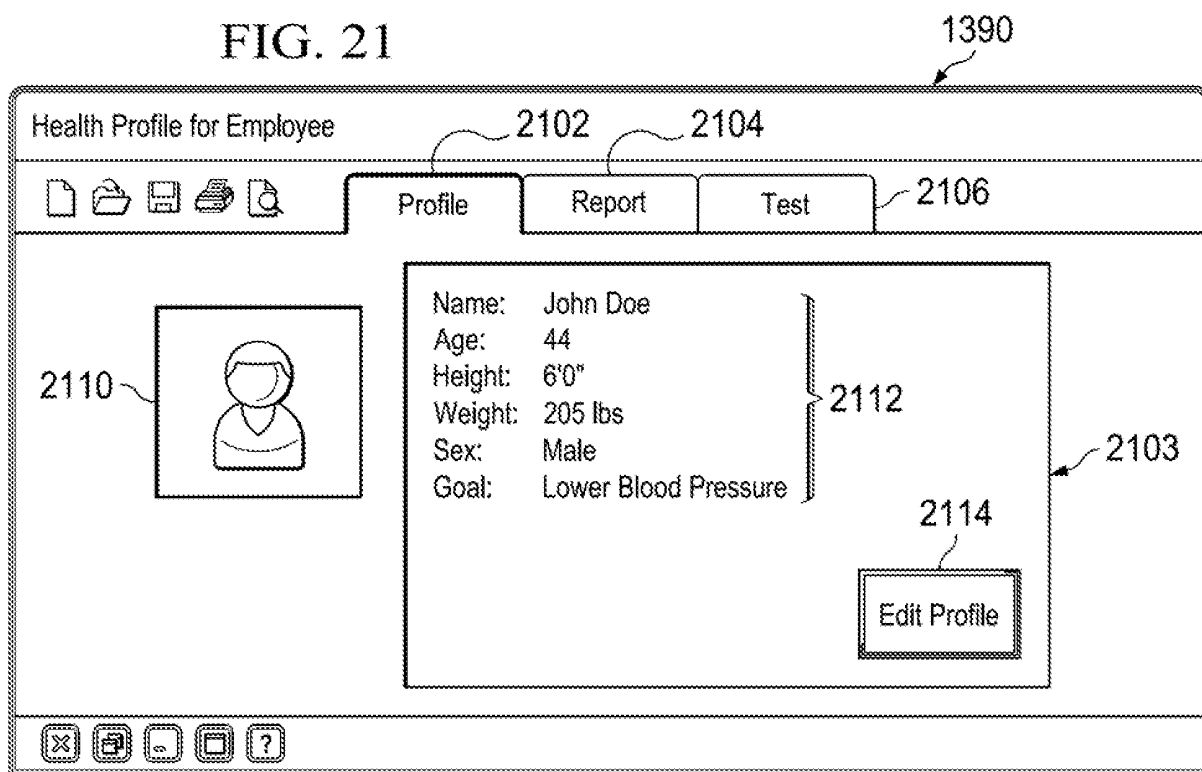 FIG. 21
1390
Health Profile for Employee
2102
2104
Profile
Report
Test
2106
2110
Name: John Doe
Age: 44
Height: 6'0"
Weight: 205 lbs
Sex: Male
Goal: Lower Blood Pressure
2112
2103
2114
Edit Profile
?